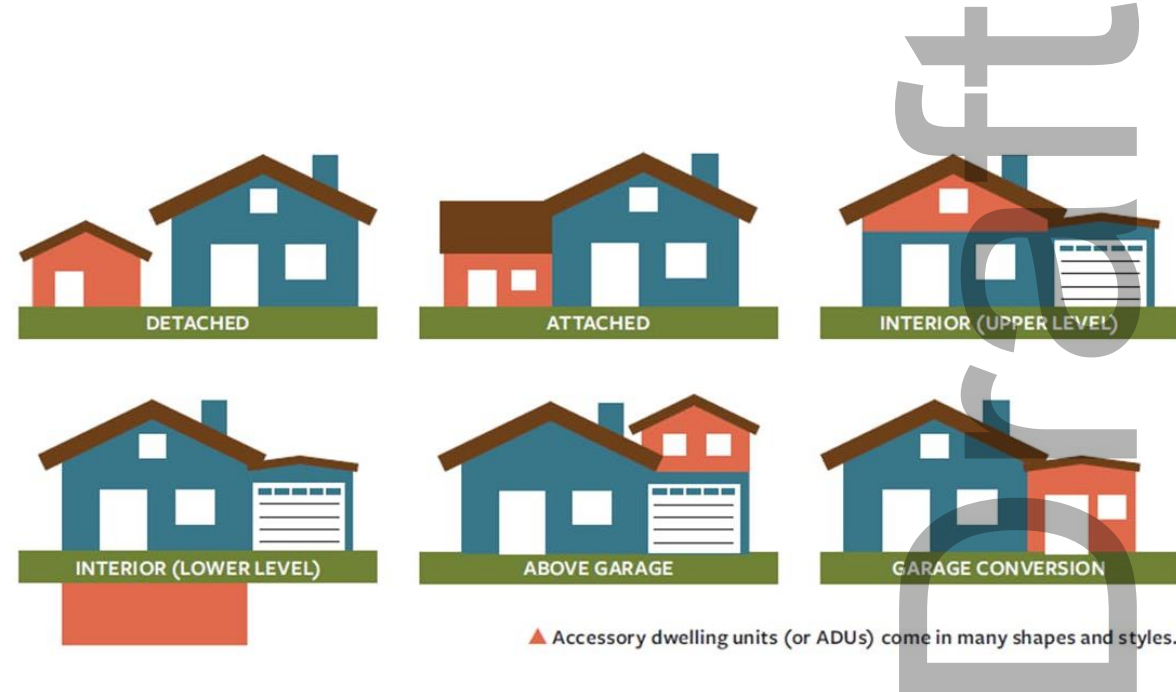 DETACHED
ATTACHED
INTERIOR (UPPER LEVEL)
INTERIOR (LOWER LEVEL)
ABOVE GARAGE
GARAGE CONVERSION
Accessory dwelling units (or ADUs) come in many shapes and styles.
Draft